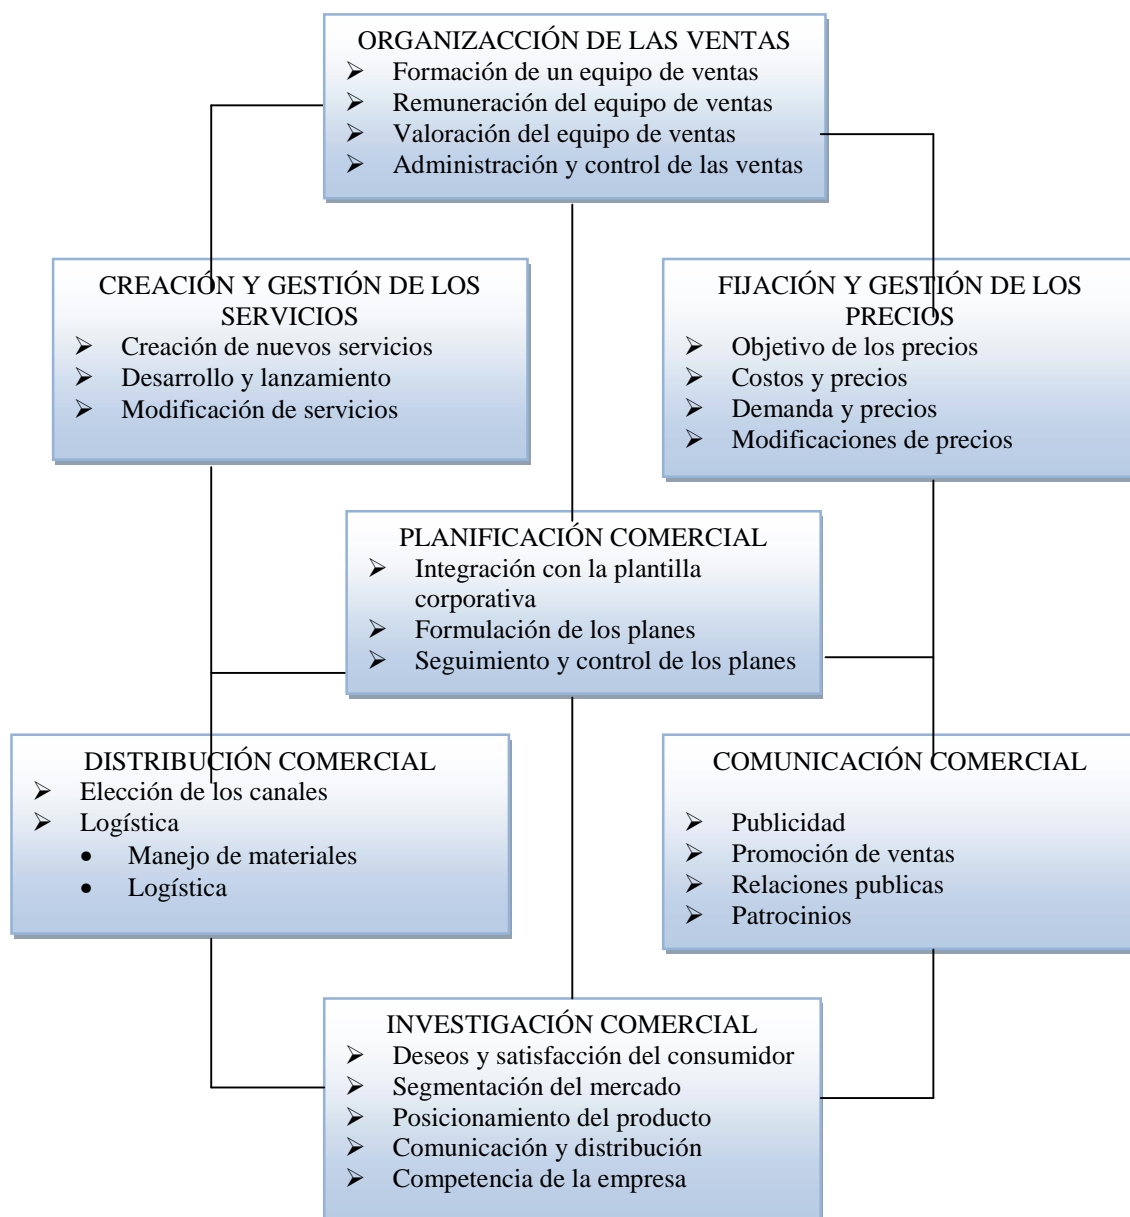 ORGANIZACCIÓN DE LAS VENTAS
➢ Formación de un equipo de ventas
➢ Remuneración del equipo de ventas
➢ Valoración del equipo de ventas
➢ Administración y control de las ventas
CREACIÓN Y GESTIÓN DE LOS
SERVICIOS
➢ Creación de nuevos servicios
➢ Desarrollo y lanzamiento
➢ Modificación de servicios
FIJACIÓN Y GESTIÓN DE LOS
PRECIOS
➢ Objetivo de los precios
➢ Costos y precios
➢ Demanda y precios
➢ Modificaciones de precios
PLANIFICACIÓN COMERCIAL
➢ Integración con la plantilla
corporativa
➢ Formulación de los planes
➢ Seguimiento y control de los planes
DISTRIBUCIÓN COMERCIAL
➢ Elección de los canales
➢ Logística
• Manejo de materiales
• Logística
COMUNICACIÓN COMERCIAL
➢ Publicidad
➢ Promoción de ventas
➢ Relaciones publicas
➢ Patrocinios
INVESTIGACIÓN COMERCIAL
➢ Deseos y satisfacción del consumidor
➢ Segmentación del mercado
➢ Posicionamiento del producto
➢ Comunicación y distribución
➢ Competencia de la empresa